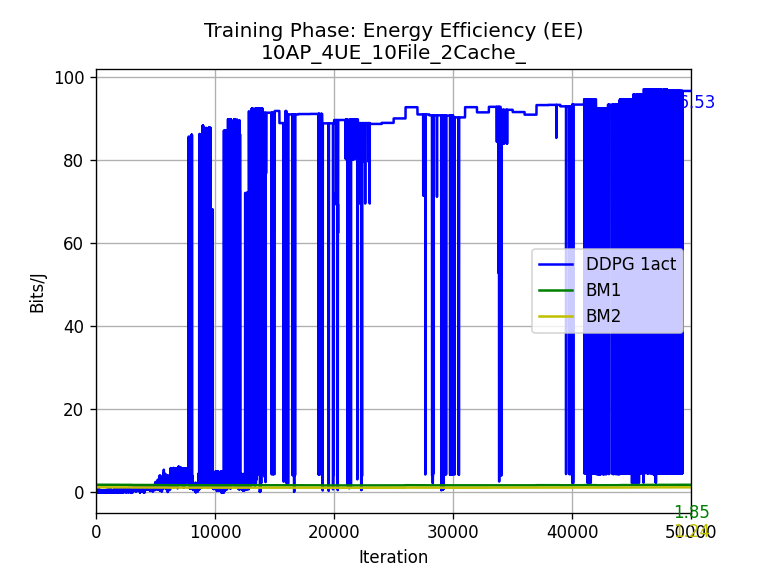 Training Phase: Energy Efficiency (EE)
10AP_4UE_10File_2Cache_
100
80
60
40
20
0
Bits/J
DDPG 1act
BM1
BM2
1.85
0
10000
20000
30000
40000
50000
Iteration